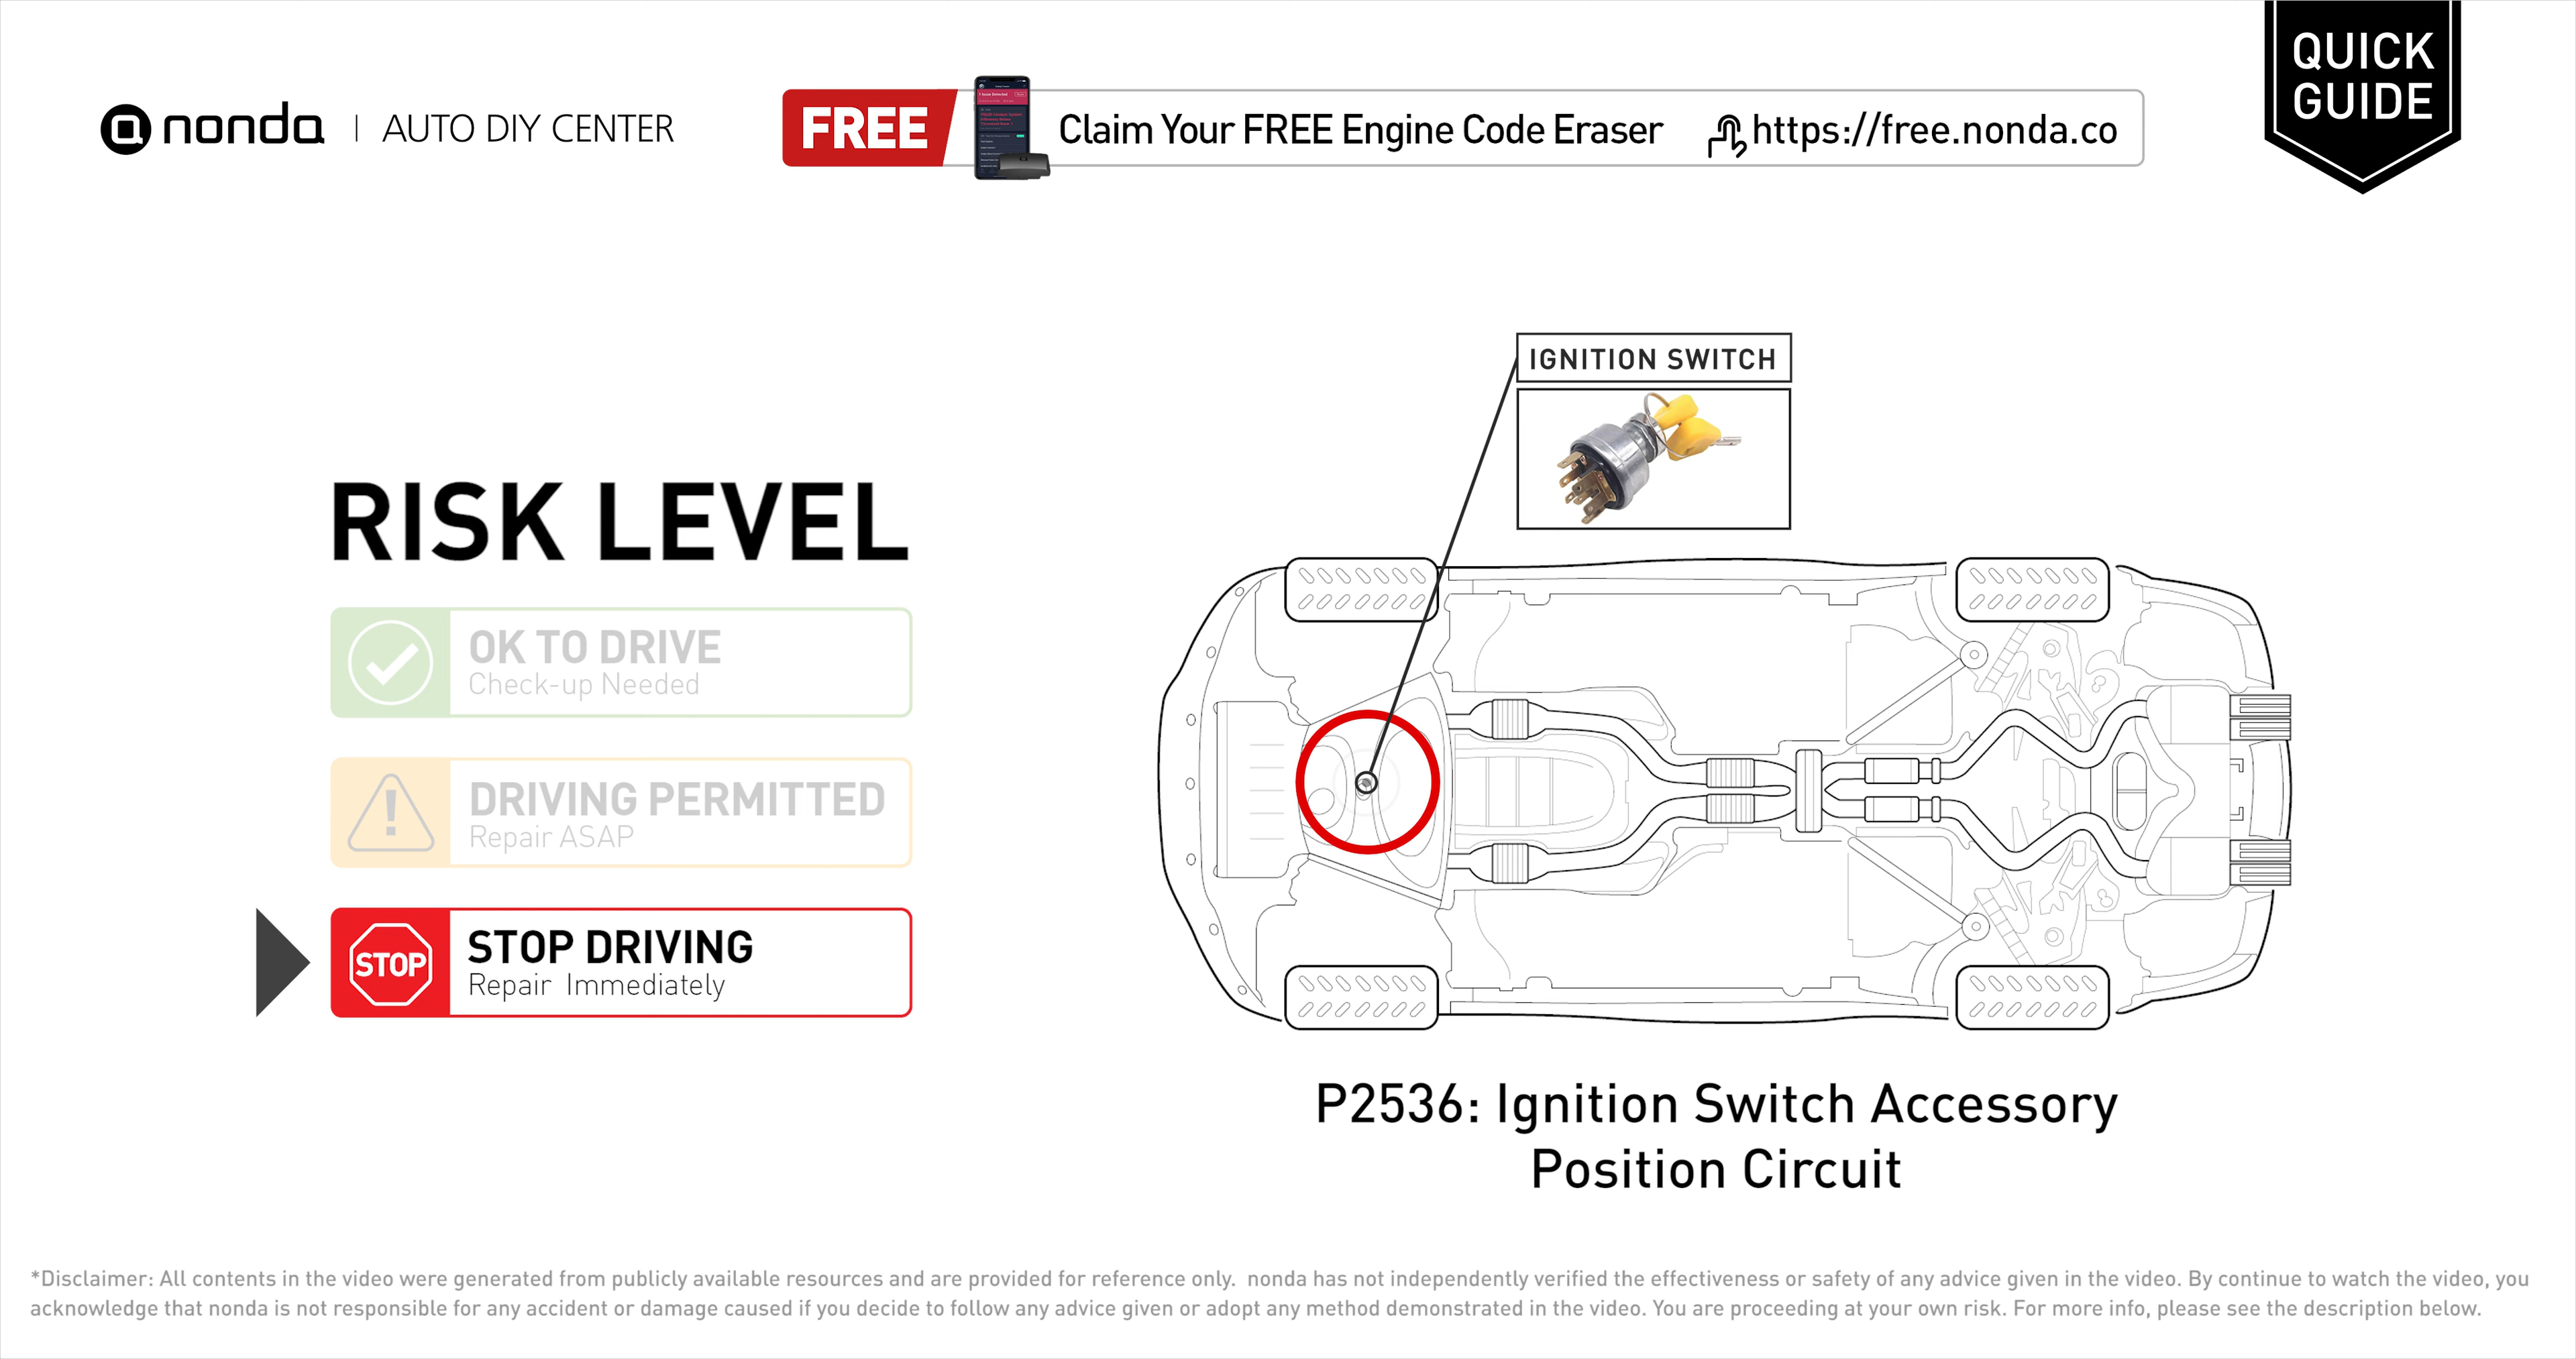 nonda | AUTO DIY CENTER
FREE
Claim Your FREE Engine Code Eraser
https://free.nonda.co
QUICK
GUIDE
IGNITION SWITCH
RISK LEVEL
OK TO DRIVE
Check-up Needed
DRIVING PERMITTED
Repair ASAP
STOP
STOP DRIVING
Repair Immediately
P2536: Ignition Switch Accessory
Position Circuit
*Disclaimer: All contents in the video were generated from publicly available resources and are provided for reference only. nonda has not independently verified the effectiveness or safety of any advice given in the video. By continue to watch the video, you
acknowledge that nonda is not responsible for any accident or damage caused if you decide to follow any advice given or adopt any method demonstrated in the video. You are proceeding at your own risk. For more info, please see the description below.